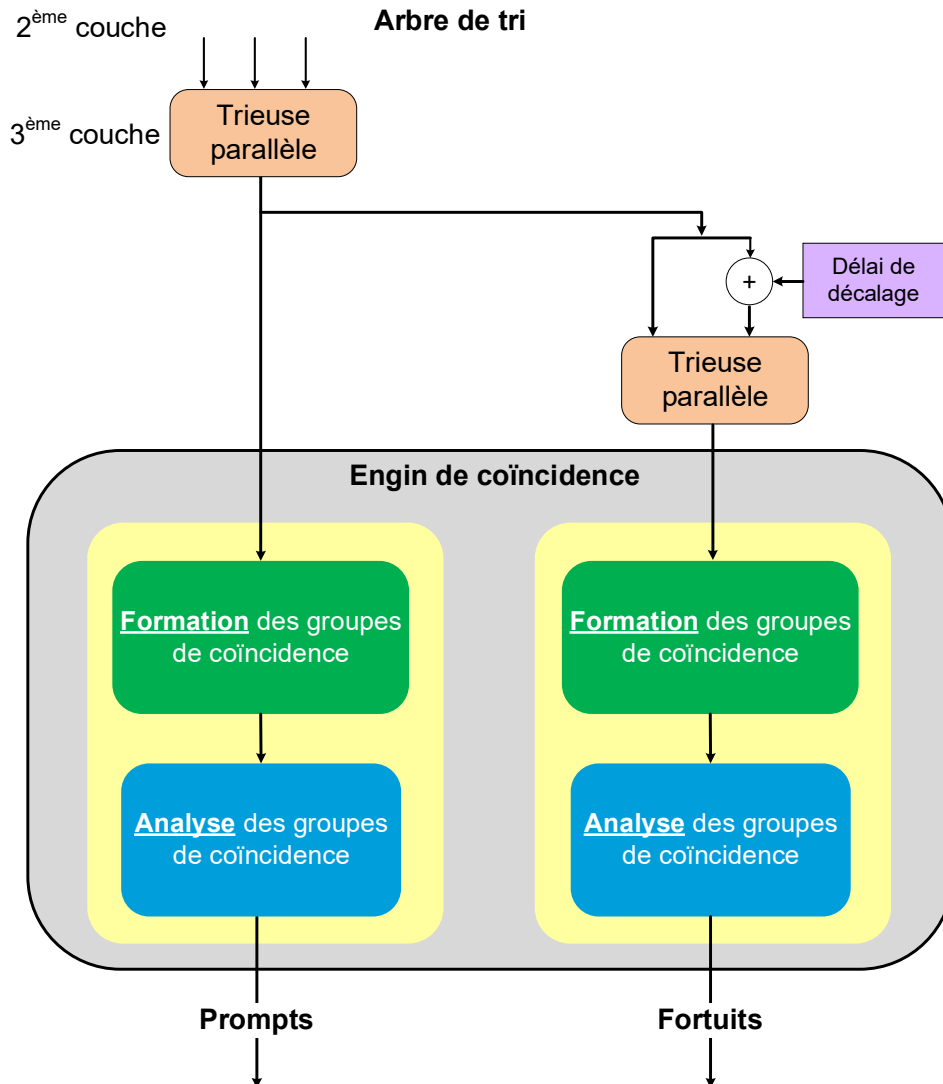 2ème couche
Arbre de tri
3ème couche
Trieuse
parallèle
+
Délai de
décalage
Trieuse
parallèle
Engin de coïncidence
Formation des groupes
de coïncidence
Formation des groupes
de coïncidence
Analyse des groupes
de coïncidence
Analyse des groupes
de coïncidence
Prompts
Fortuits